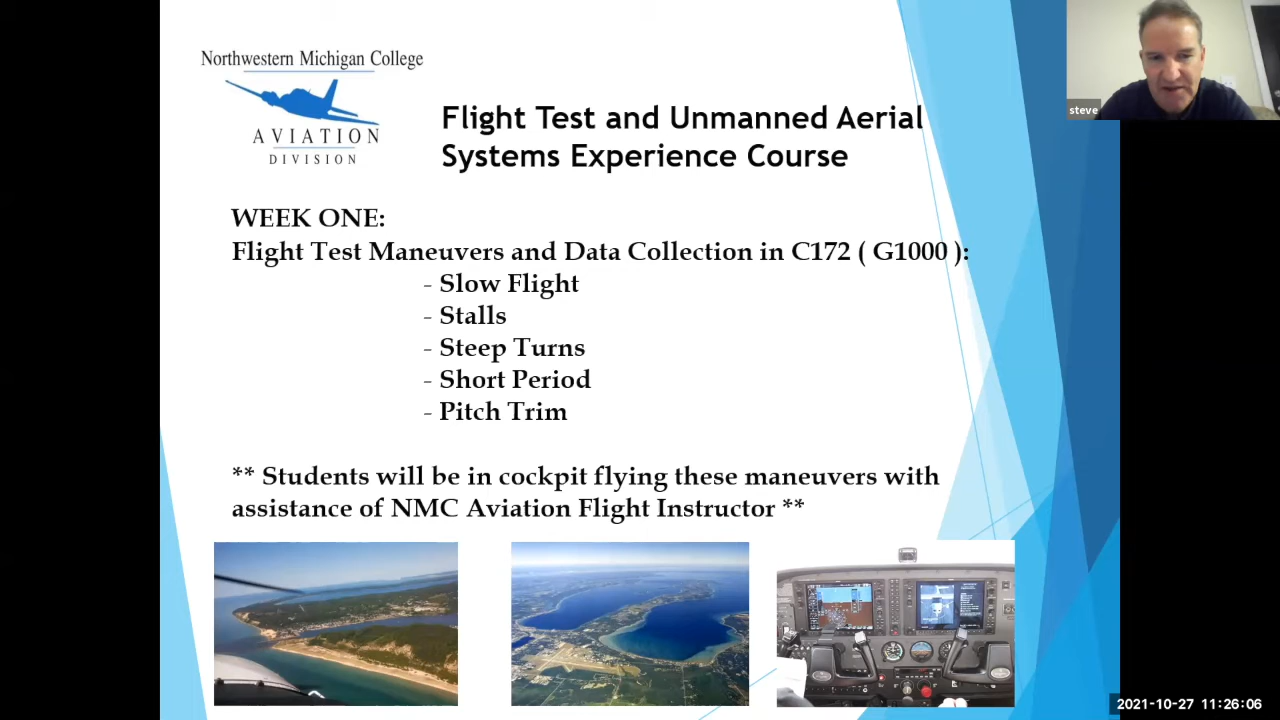 Northwestern Michigan College
AVIATION
DIVISION
Flight Test and Unmanned Aerial
Systems Experience Course
steve
WEEK ONE:
Flight Test Maneuvers and Data Collection in C172 ( G1000 ):
- Slow Flight
- Stalls
- Steep Turns
- Short Period
- Pitch Trim
** Students will be in cockpit flying these maneuvers with
assistance of NMC Aviation Flight Instructor **
2021-10-27 11:26:06